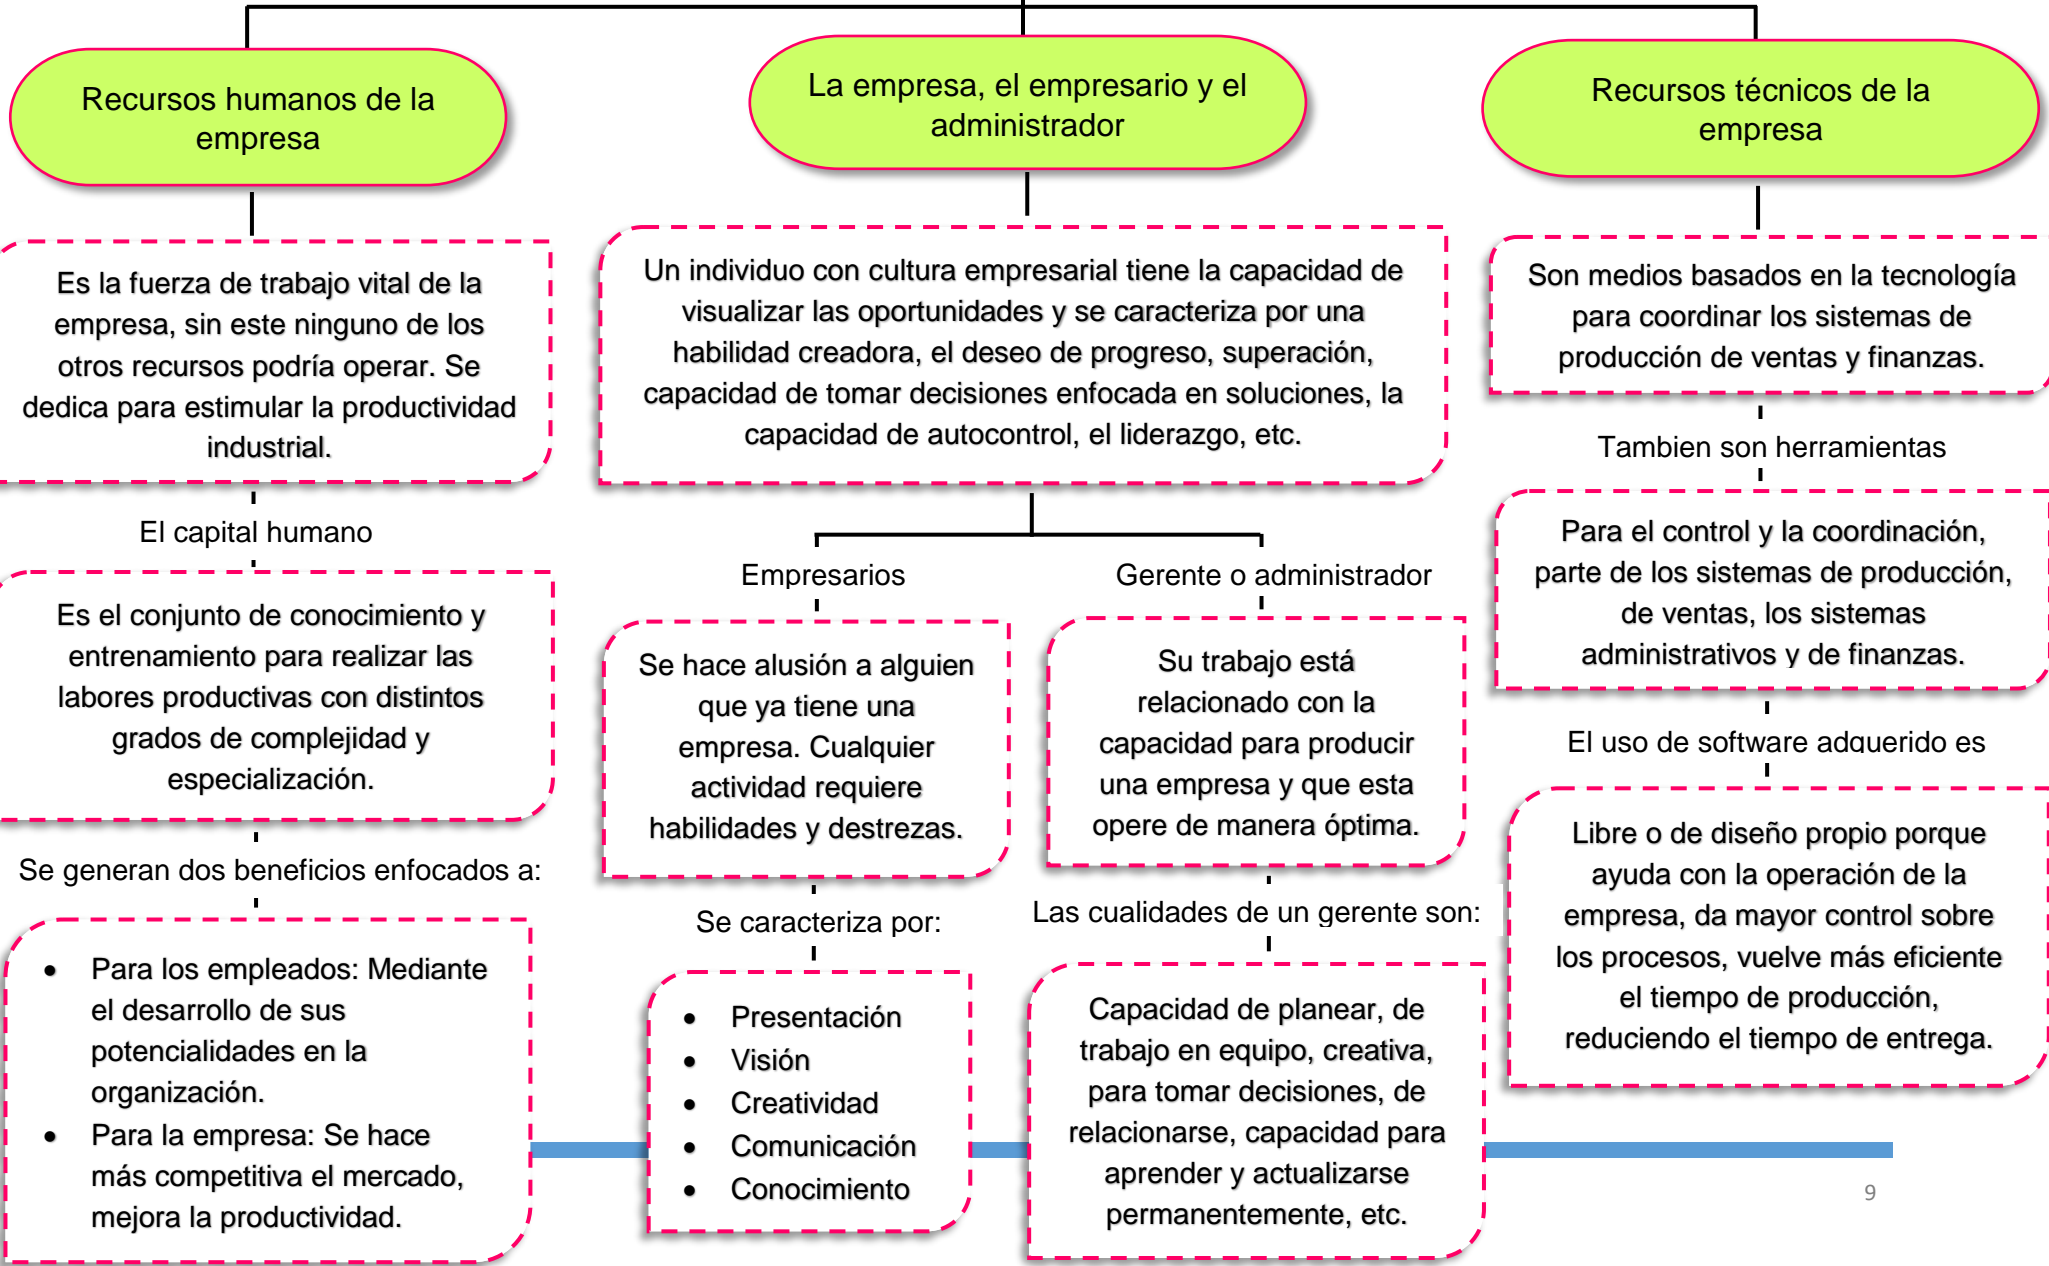 Recursos humanos de la
empresa
Es la fuerza de trabajo vital de la
empresa, sin este ninguno de los
otros recursos podría operar. Se
dedica para estimular la productividad
industrial.
El capital humano
Es el conjunto de conocimiento y
entrenamiento para realizar las
labores productivas con distintos
grados de complejidad y
especialización.
Se generan dos beneficios enfocados a:
• Para los empleados: Mediante
el desarrollo de sus
potencialidades en la
organización.
• Para la empresa: Se hace
más competitiva el mercado,
mejora la productividad.
La empresa, el empresario y el
administrador
Un individuo con cultura empresarial tiene la capacidad de
visualizar las oportunidades y se caracteriza por una
habilidad creadora, el deseo de progreso, superación,
capacidad de tomar decisiones enfocada en soluciones, la
capacidad de autocontrol, el liderazgo, etc.
Empresarios
Se hace alusión a alguien
que ya tiene una
empresa. Cualquier
actividad requiere
habilidades y destrezas.
Se caracteriza por:
• Presentación
• Visión
• Creatividad
• Comunicación
• Conocimiento
Gerente o administrador
Su trabajo está
relacionado con la
capacidad para producir
una empresa y que esta
opere de manera óptima.
Las cualidades de un gerente son:
Capacidad de planear, de
trabajo en equipo, creativa,
para tomar decisiones, de
relacionarse, capacidad para
aprender y actualizarse
permanentemente, etc.
Recursos técnicos de la
empresa
Son medios basados en la tecnología
para coordinar los sistemas de
producción de ventas y finanzas.
Tambien son herramientas
Para el control y la coordinación,
parte de los sistemas de producción,
de ventas, los sistemas
administrativos y de finanzas.
El uso de software adquerido es
Libre o de diseño propio porque
ayuda con la operación de la
empresa, da mayor control sobre
los procesos, vuelve más eficiente
el tiempo de producción,
reduciendo el tiempo de entrega.
9